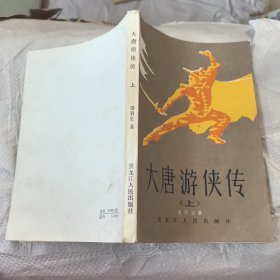 大唐游侠传
（上）
梁羽生著
黑龙江人民出版社
大唐游侠传
上
梁羽生 著
黑龙江人民出版社